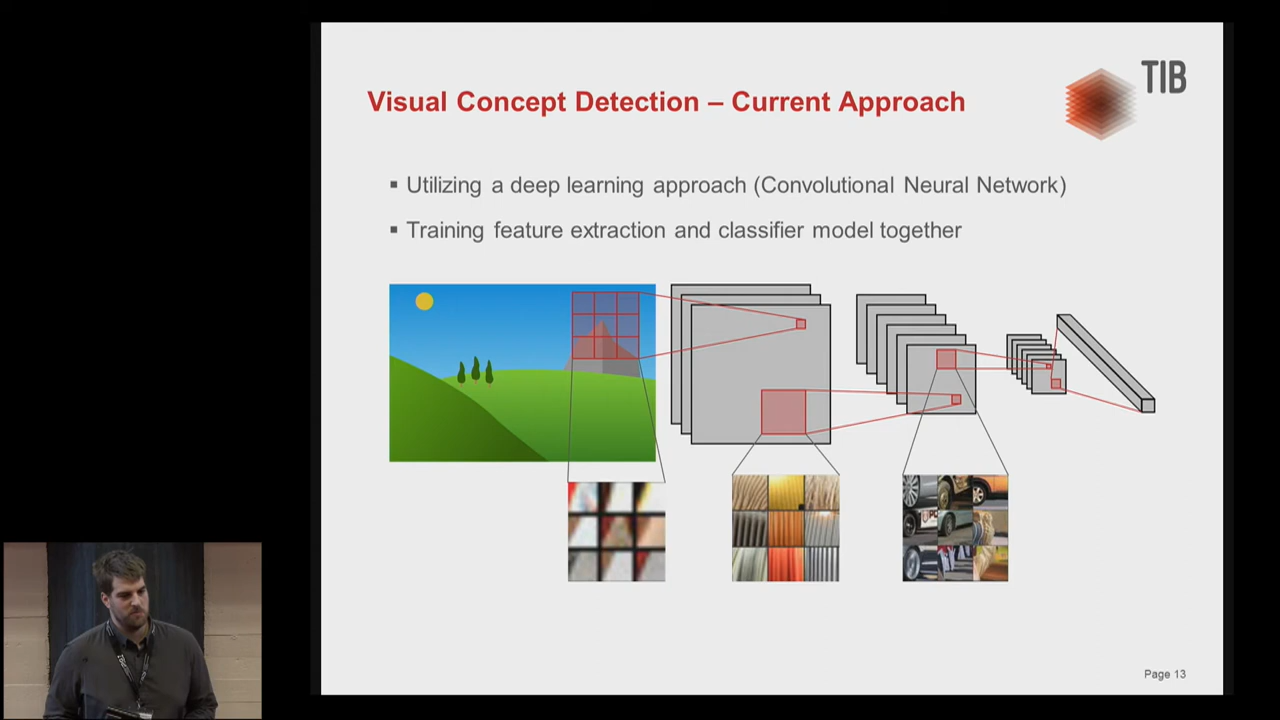 TIB
Visual Concept Detection – Current Approach
▪ Utilizing a deep learning approach (Convolutional Neural Network)
▪ Training feature extraction and classifier model together
Page 13